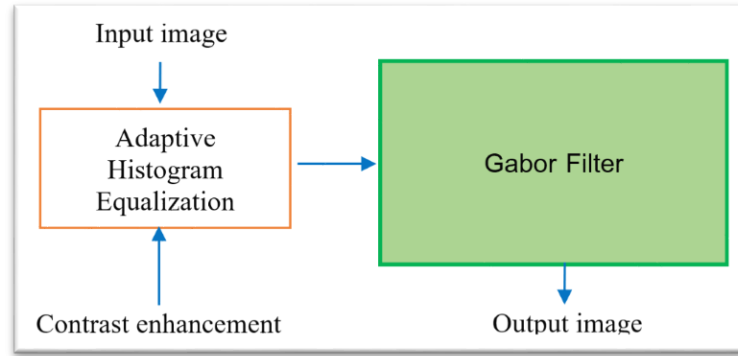 Input image
Adaptive
Histogram
Equalization
Gabor Filter
Contrast enhancement
Output image